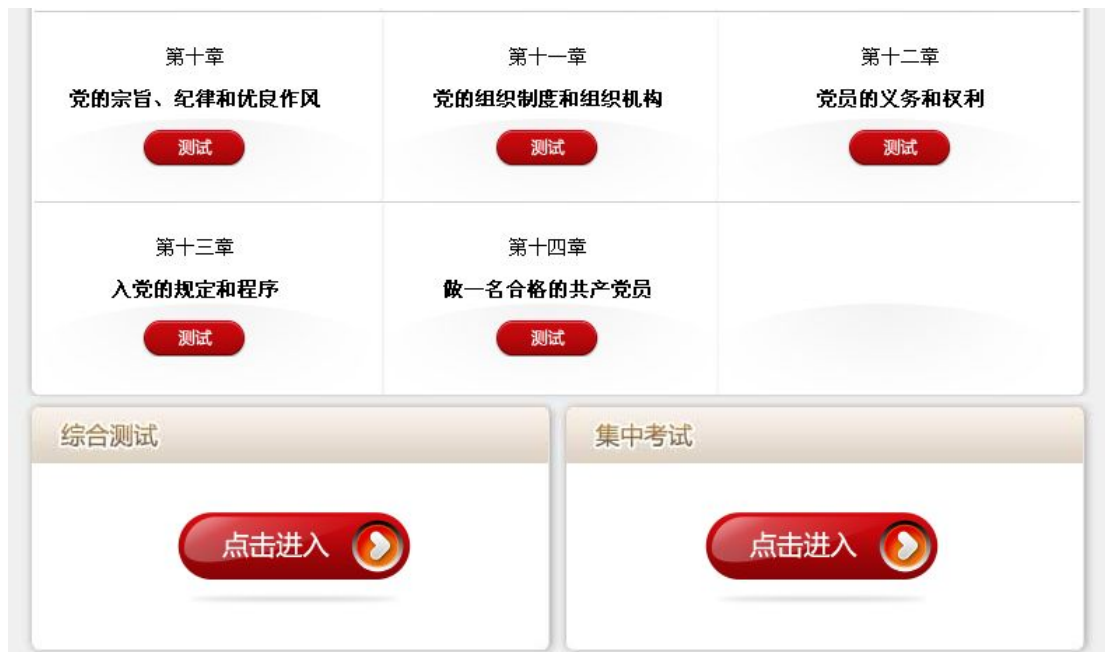 第十章
党的宗旨、纪律和优良作风
测试
第十一章
党的组织制度和组织机构
测试
第十二章
党员的义务和权利
测试
第十三章
入党的规定和程序
测试
第十四章
做一名合格的共产党员
测试
综合测试
点击进入
集中考试
点击进入